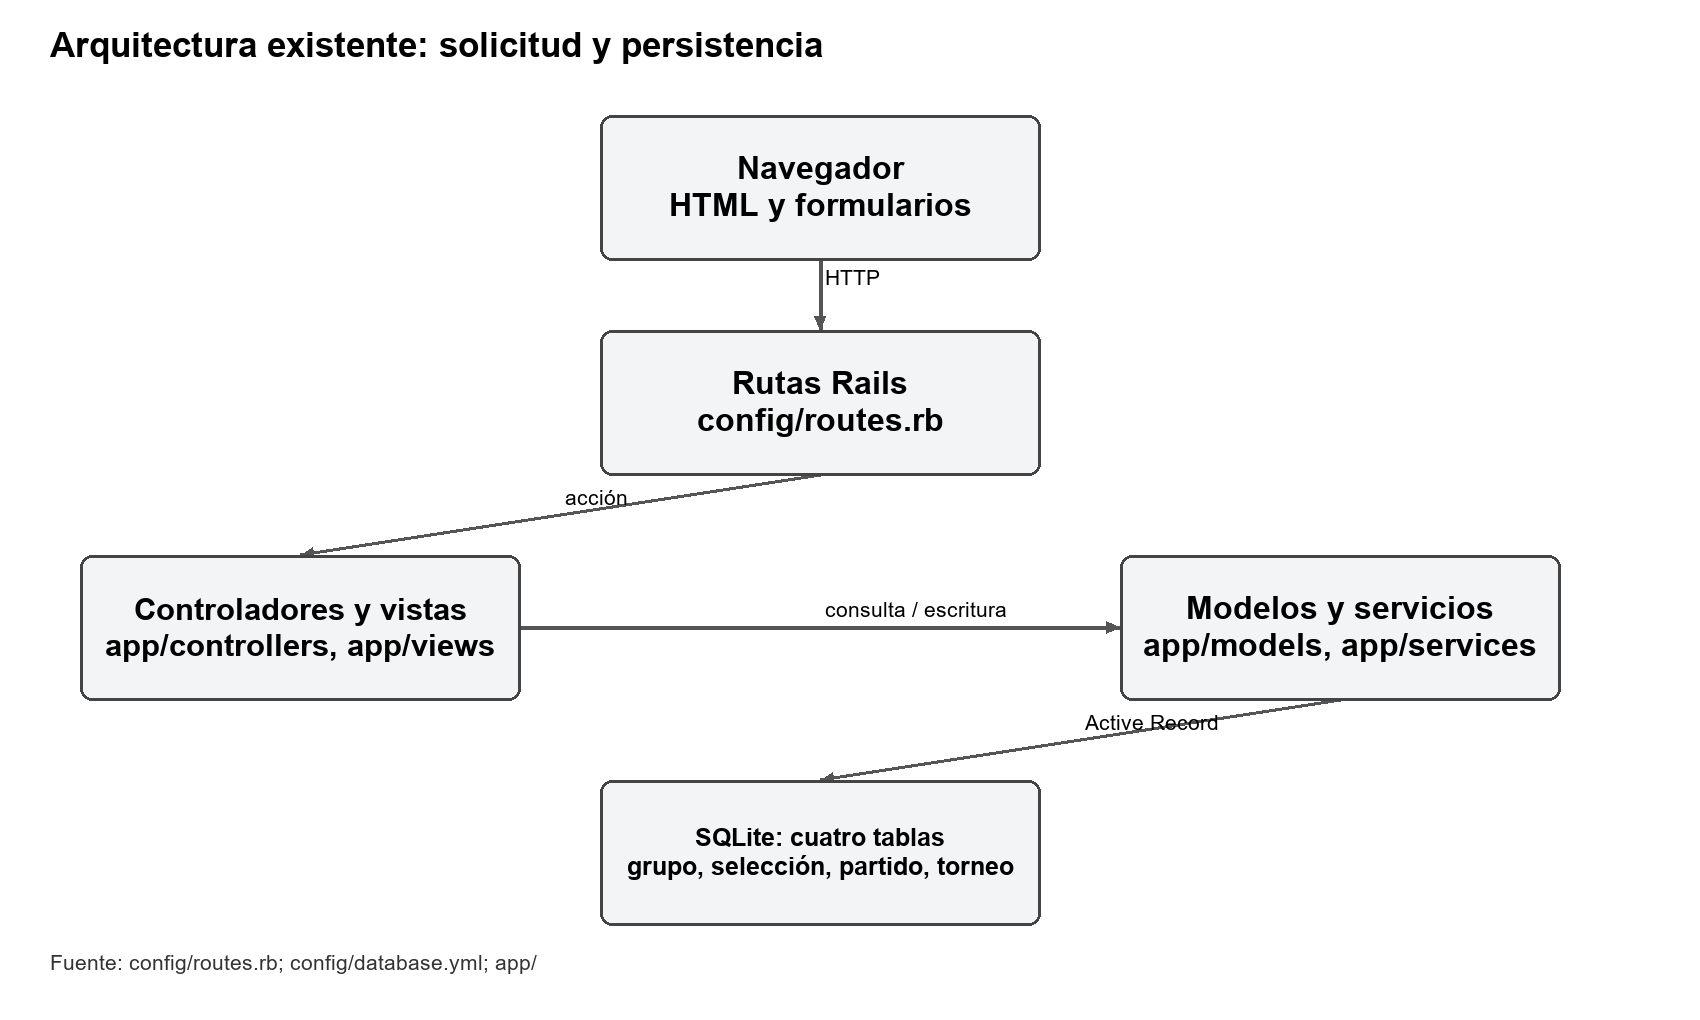 Arquitectura existente: solicitud y persistencia
Navegador
HTML y formularios
HTTP
Rutas Rails
config/routes.rb
acción
Controladores y vistas
app/controllers, app/views
consulta / escritura
Modelos y servicios
app/models, app/services
Active Record
SQLite: cuatro tablas
grupo, selección, partido, torneo
Fuente: config/routes.rb; config/database.yml; app/